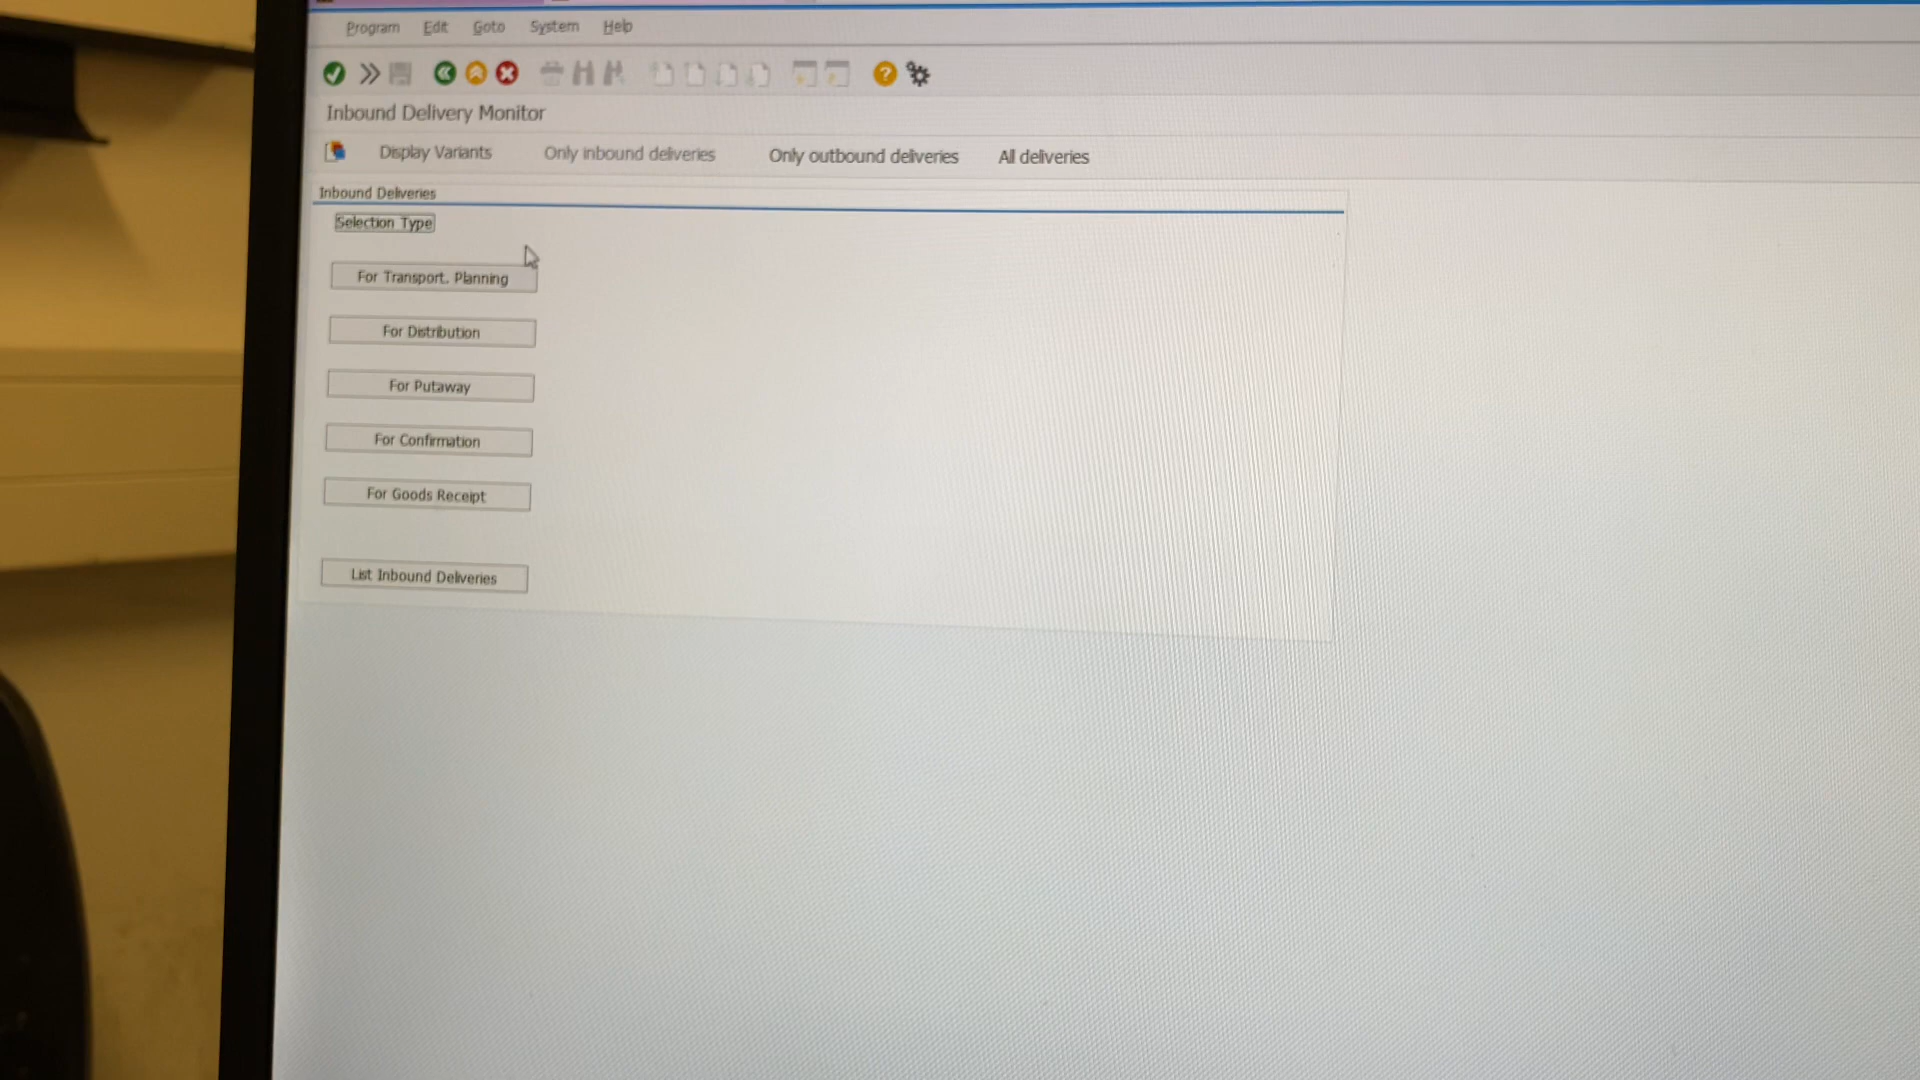 Program Edit Goto System Help
Inbound Delivery Monitor
Display Variants Only inbound deliveries Only outbound deliveries All deliveries
Inbound Deliveries
Selection Type
For Transport. Planning
For Distribution
For Putaway
For Confirmation
For Goods Receipt
List Inbound Deliveries